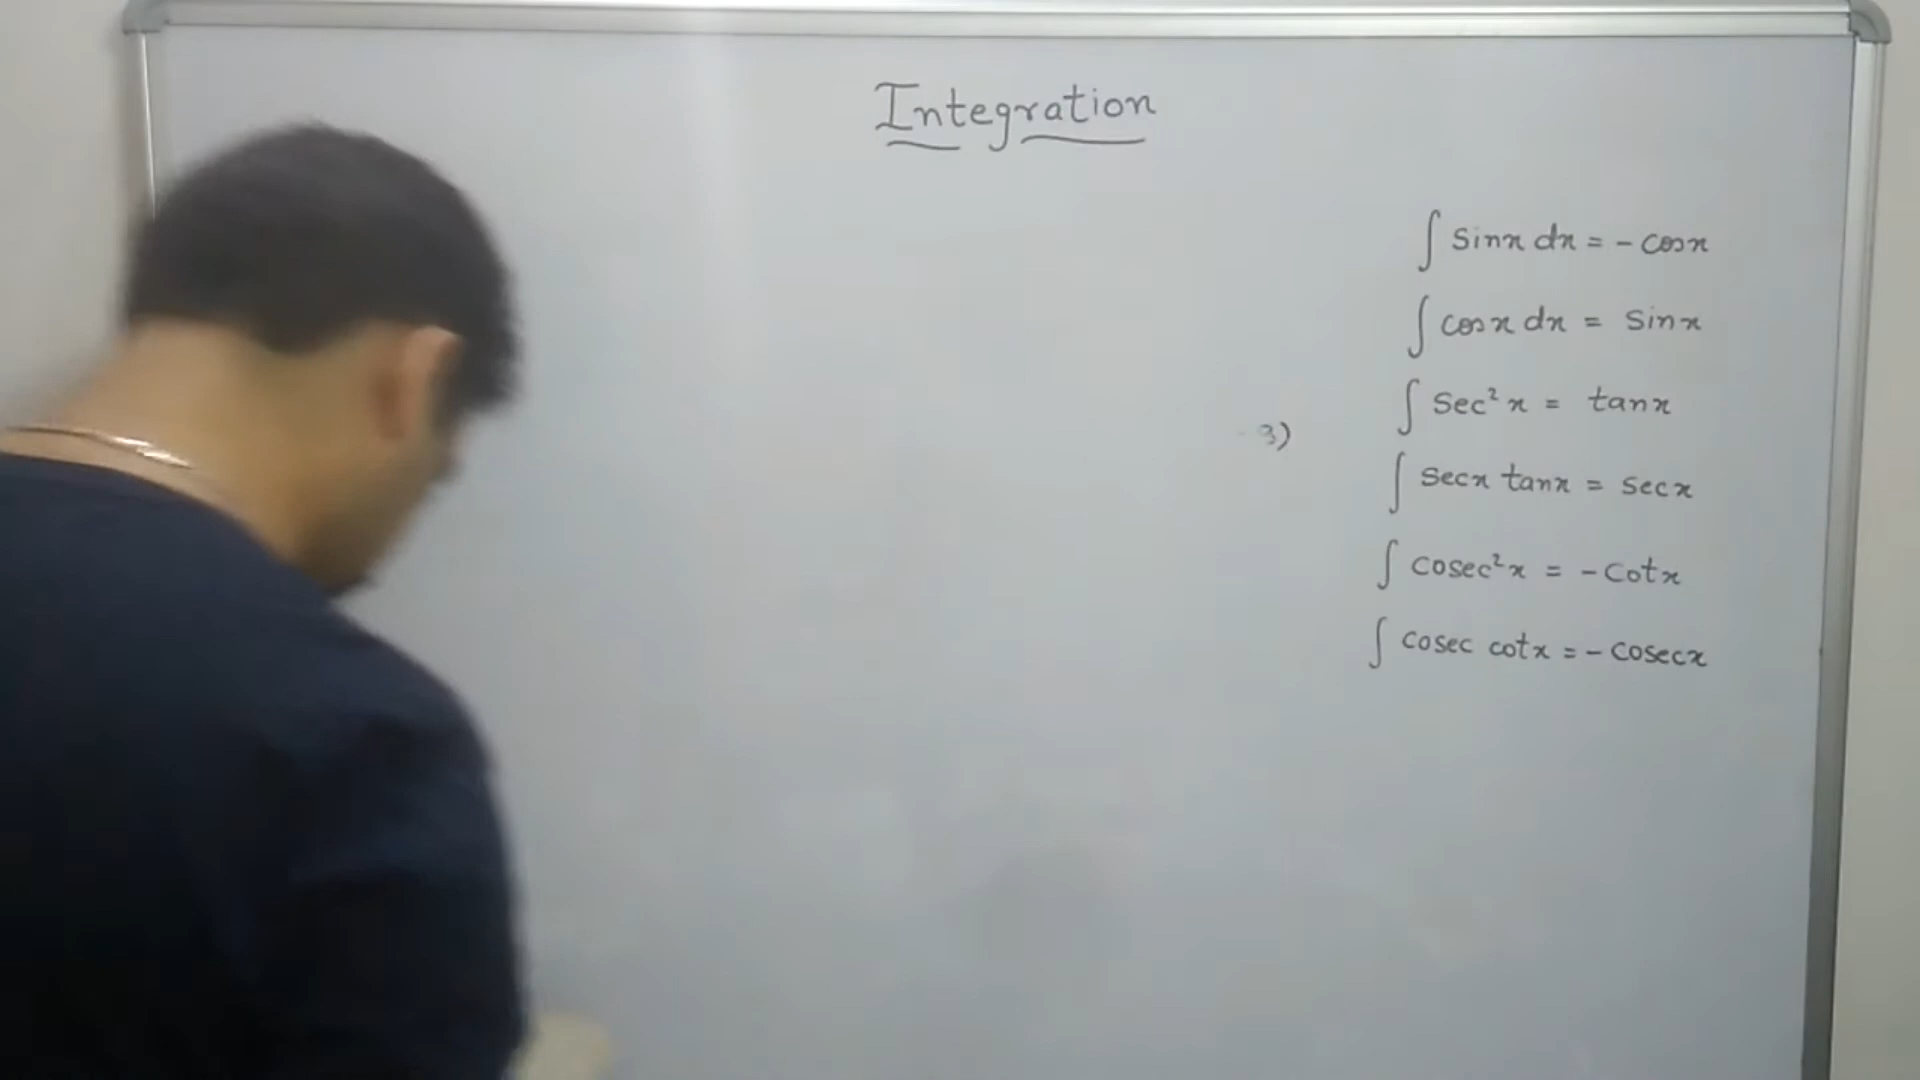 Integration
∫ sinx dx = - cosx
∫ cosx dx = sinx
∫ sec²x = tanx
3)
∫ secx tanx = secx
∫ cosec²x = - cotx
∫ cosec cotx = - cosecx